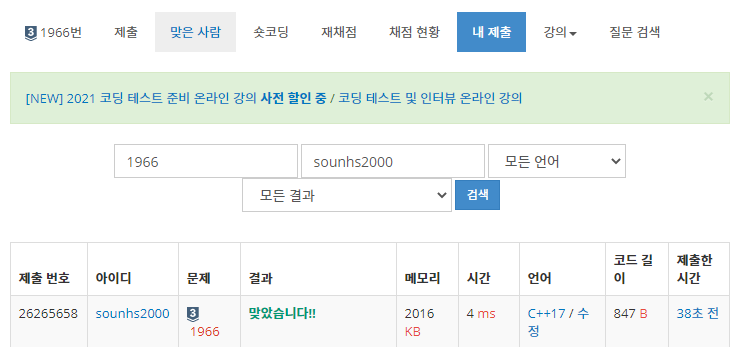 3 1966번 제출 맞은 사람 숏코딩 재채점 채점 현황 내 제출 강의 질문 검색
[NEW] 2021 코딩 테스트 준비 온라인 강의 사전 할인 중 / 코딩 테스트 및 인터뷰 온라인 강의 ×
1966 sounhs2000 모든 언어
모든 결과 검색
제출 번호 아이디 문제 결과 메모리 시간 언어 코드 길이 제출한 시간
26265658 sounhs2000 3 1966 맞았습니다!! 2016 KB 4 ms C++17 / 수정 847 B 38초 전